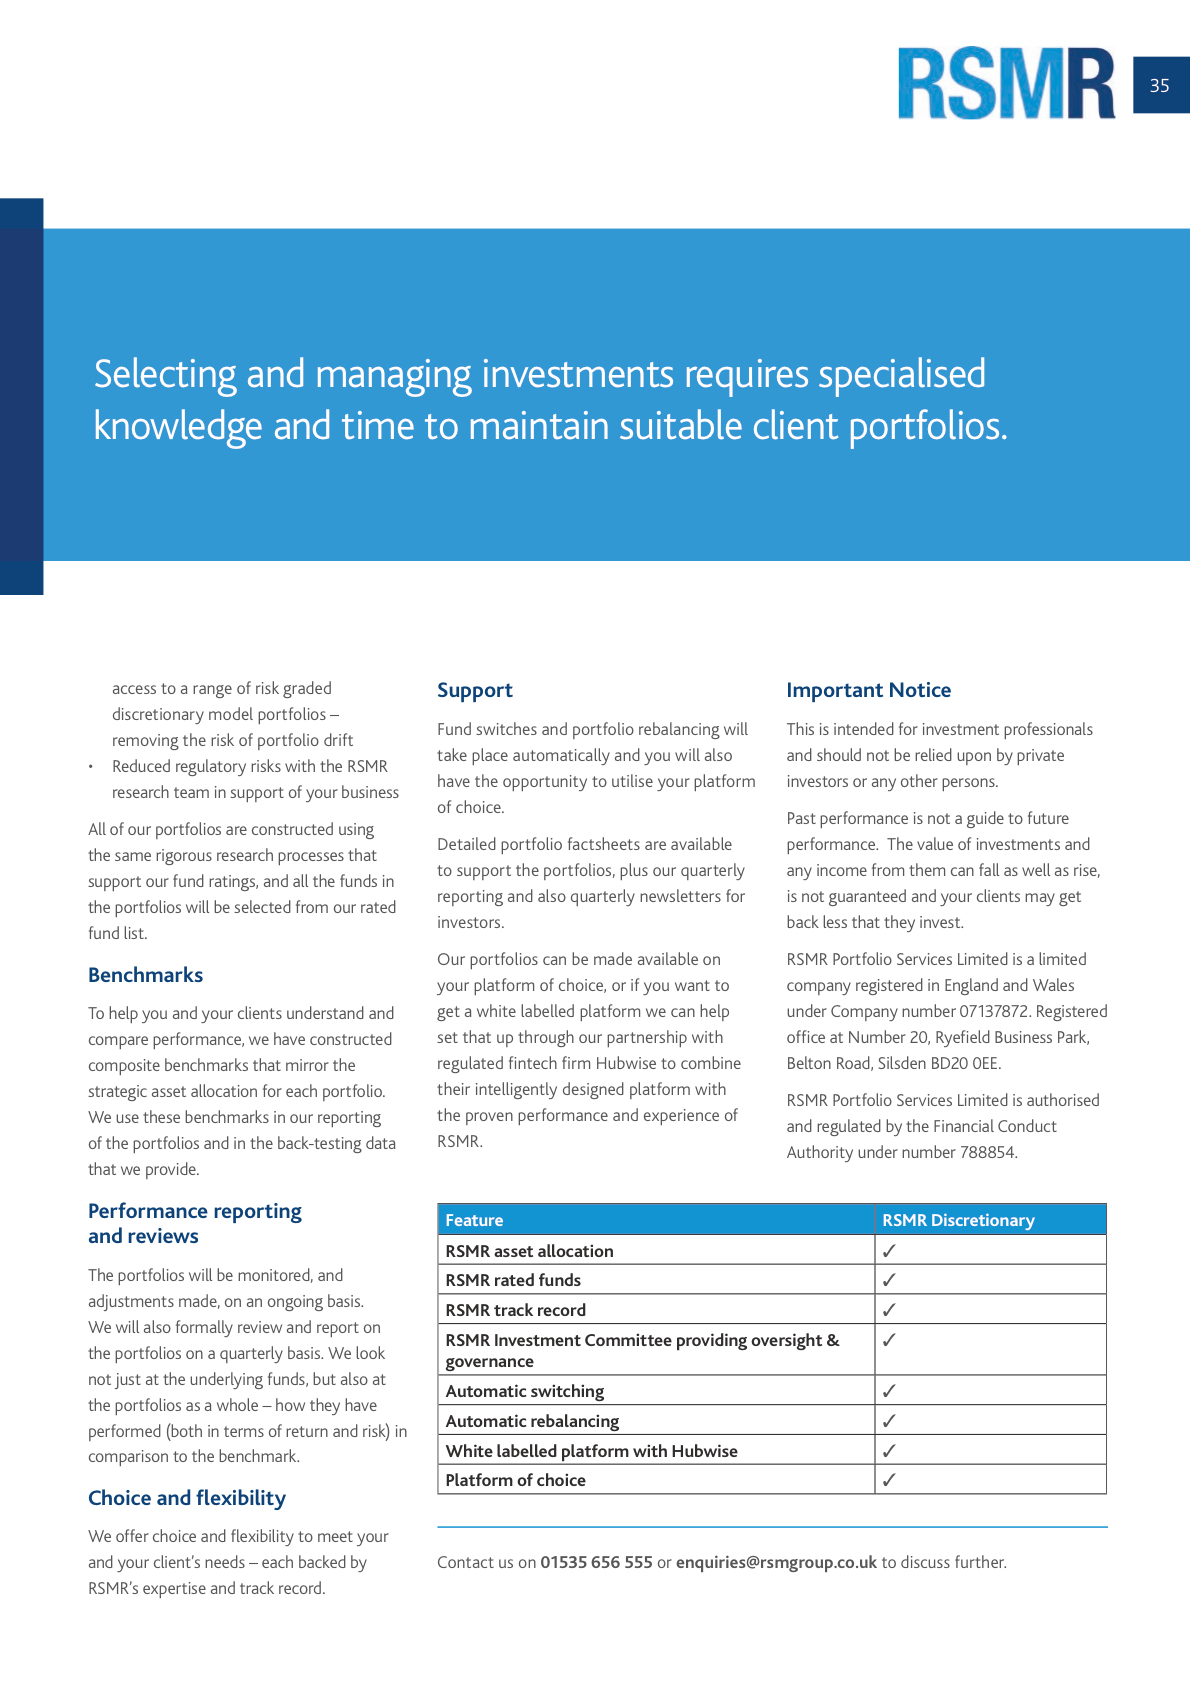 RSMR
35
Selecting and managing investments requires specialised
knowledge and time to maintain suitable client portfolios.
access to a range of risk graded
discretionary model portfolios –
removing the risk of portfolio drift
• Reduced regulatory risks with the RSMR
research team in support of your business
All of our portfolios are constructed using
the same rigorous research processes that
support our fund ratings, and all the funds in
the portfolios will be selected from our rated
fund list.
Benchmarks
To help you and your clients understand and
compare performance, we have constructed
composite benchmarks that mirror the
strategic asset allocation for each portfolio.
We use these benchmarks in our reporting
of the portfolios and in the back-testing data
that we provide.
Performance reporting
and reviews
The portfolios will be monitored, and
adjustments made, on an ongoing basis.
We will also formally review and report on
the portfolios on a quarterly basis. We look
not just at the underlying funds, but also at
the portfolios as a whole – how they have
performed (both in terms of return and risk) in
comparison to the benchmark.
Choice and flexibility
We offer choice and flexibility to meet your
and your client's needs – each backed by
RSMR's expertise and track record.
Support
Fund switches and portfolio rebalancing will
take place automatically and you will also
have the opportunity to utilise your platform
of choice.
Detailed portfolio factsheets are available
to support the portfolios, plus our quarterly
reporting and also quarterly newsletters for
investors.
Our portfolios can be made available on
your platform of choice, or if you want to
get a white labelled platform we can help
set that up through our partnership with
regulated fintech firm Hubwise to combine
their intelligently designed platform with
the proven performance and experience of
RSMR.
Important Notice
This is intended for investment professionals
and should not be relied upon by private
investors or any other persons.
Past performance is not a guide to future
performance.  The value of investments and
any income from them can fall as well as rise,
is not guaranteed and your clients may get
back less that they invest.
RSMR Portfolio Services Limited is a limited
company registered in England and Wales
under Company number 07137872. Registered
office at Number 20, Ryefield Business Park,
Belton Road, Silsden BD20 0EE.
RSMR Portfolio Services Limited is authorised
and regulated by the Financial Conduct
Authority under number 788854.
Feature RSMR Discretionary
RSMR asset allocation ✓
RSMR rated funds ✓
RSMR track record ✓
RSMR Investment Committee providing oversight & ✓
governance
Automatic switching ✓
Automatic rebalancing ✓
White labelled platform with Hubwise ✓
Platform of choice ✓
Contact us on 01535 656 555 or enquiries@rsmgroup.co.uk to discuss further.